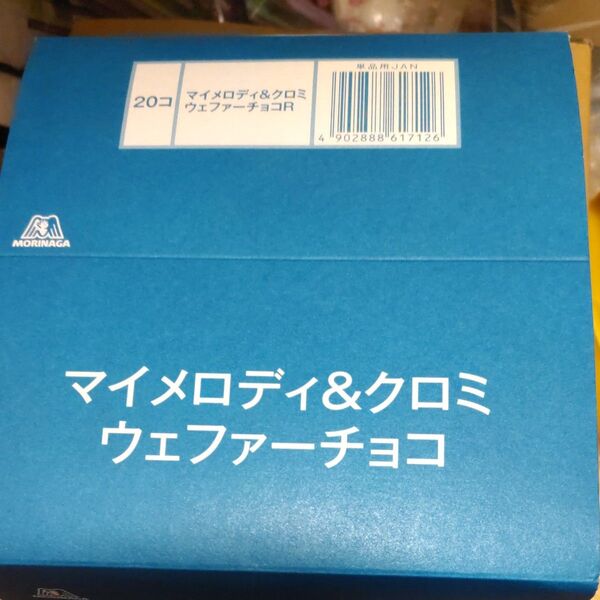 単品用JAN
20コ
マイメロディ&クロミ
ウェファーチョコR
4 902888 617126
MORINAGA
マイメロディ&クロミ
ウェファーチョコ